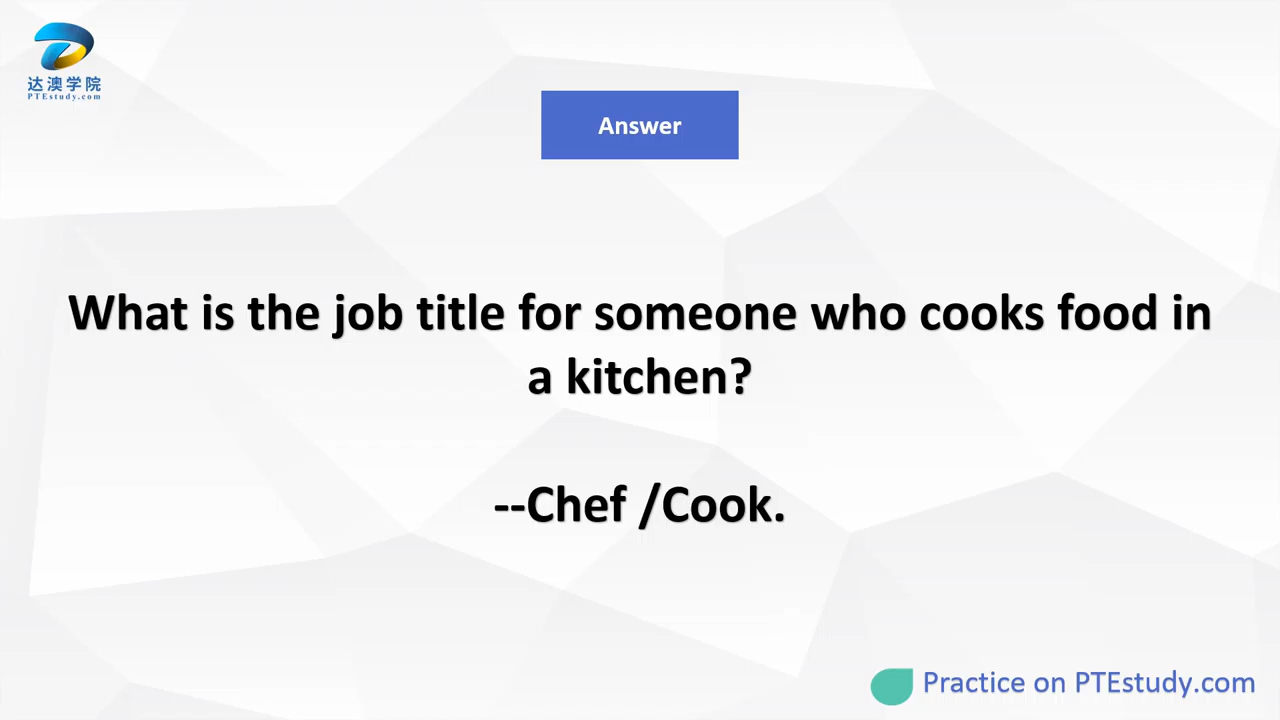 达澳学院
PTEstudy.com
Answer
What is the job title for someone who cooks food in
a kitchen?
--Chef /Cook.
Practice on PTEstudy.com